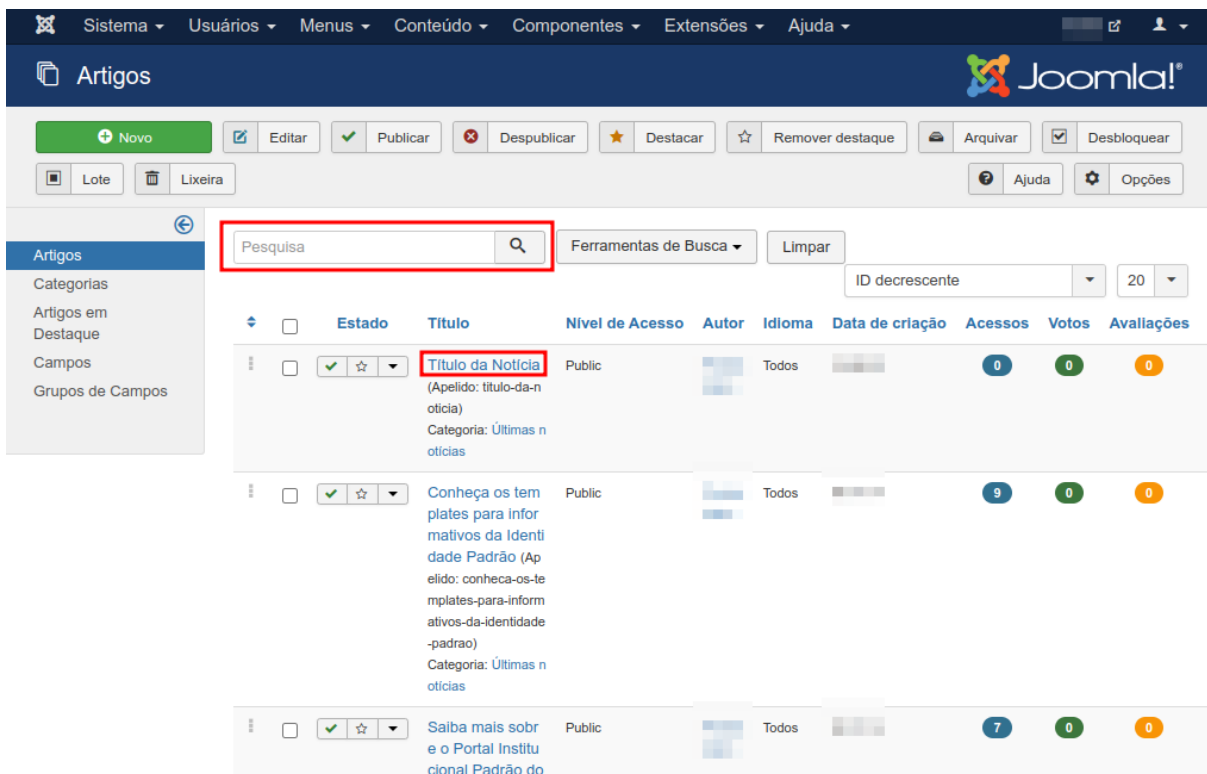 Sistema Usuários Menus Conteúdo Componentes Extensões Ajuda
Artigos
Joomla!®
Novo Editar Publicar Despublicar Destacar Remover destaque Arquivar Desbloquear
Lote Lixeira Ajuda Opções
Artigos
Categorias
Artigos em
Destaque
Campos
Grupos de Campos
Pesquisa Ferramentas de Busca Limpar
ID decrescente 20
Estado Título Nível de Acesso Autor Idioma Data de criação Acessos Votos Avaliações
Título da Notícia Public Todos 0 0 0
(Apelido: titulo-da-n
oticia)
Categoria: Últimas n
otícias
Conheça os tem Public Todos 9 0 0
plates para infor
mativos da Identi
dade Padrão (Ap
elido: conheca-os-te
mplates-para-inform
ativos-da-identidade
-padrao)
Categoria: Últimas n
otícias
Saiba mais sobr Public Todos 7 0 0
e o Portal Institu
cional Padrão do